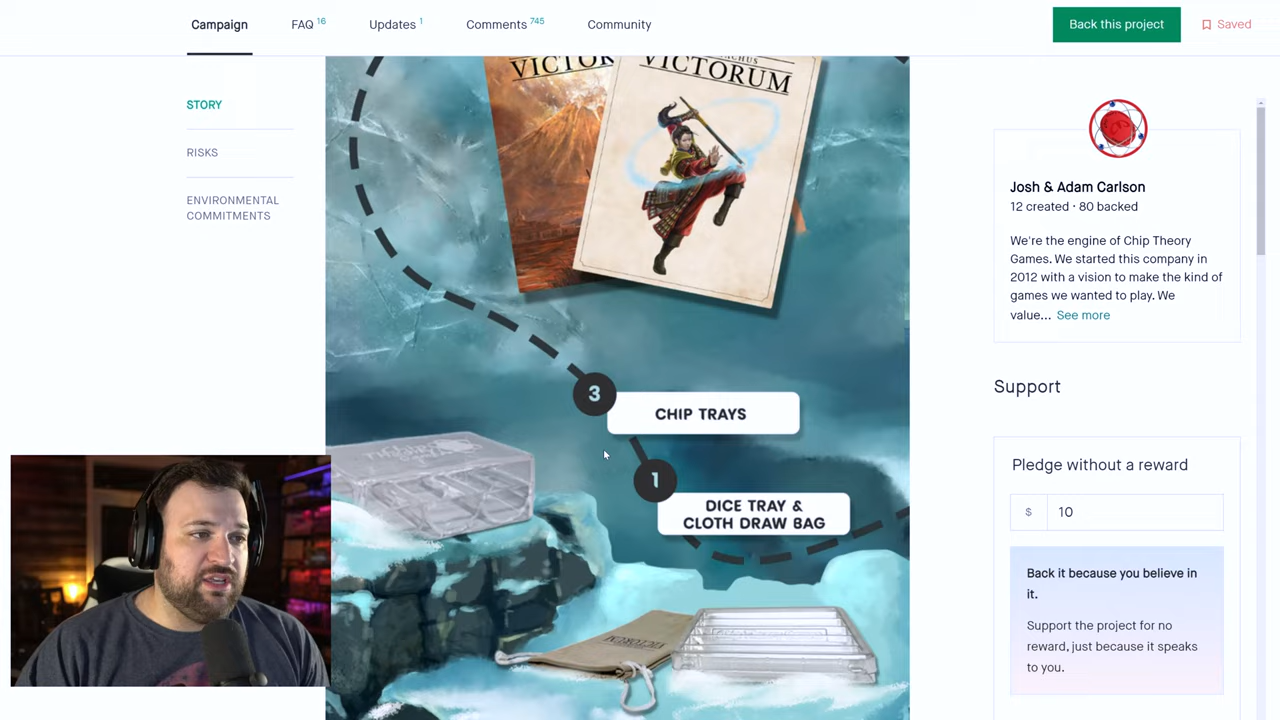 Campaign
FAQ 16
Updates 1
Comments 745
Community
Back this project
Saved
STORY
RISKS
ENVIRONMENTAL
COMMITMENTS
VICTORUM
3
CHIP TRAYS
1
DICE TRAY &
CLOTH DRAW BAG
Josh & Adam Carlson
12 created · 80 backed
We're the engine of Chip Theory
Games. We started this company in
2012 with a vision to make the kind of
games we wanted to play. We
value... See more
Support
Pledge without a reward
$ 10
Back it because you believe in
it.
Support the project for no
reward, just because it speaks
to you.